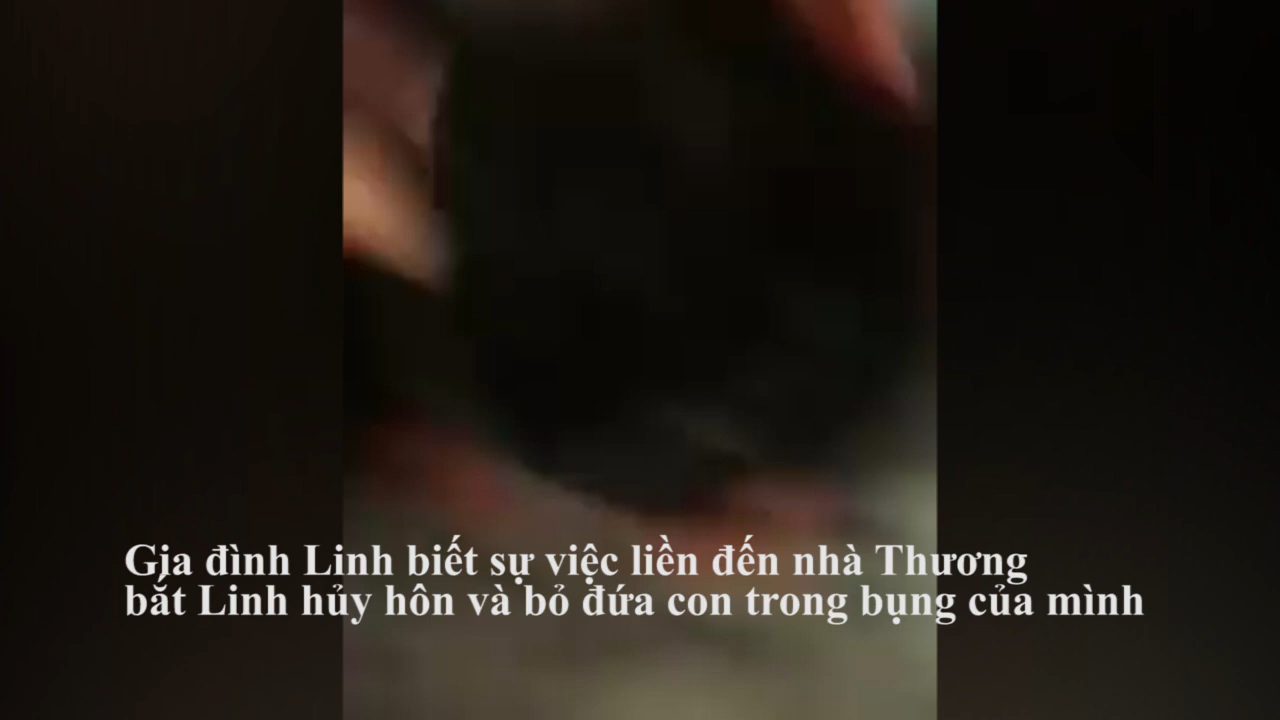 Gia đình Linh biết sự việc liền đến nhà Thương
bắt Linh hủy hôn và bỏ đứa con trong bụng của mình